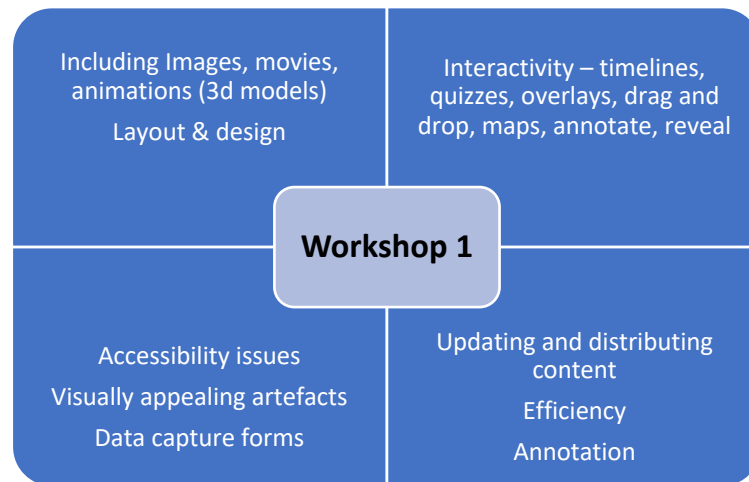 Including Images, movies,
animations (3d models)
Layout & design
Interactivity – timelines,
quizzes, overlays, drag and
drop, maps, annotate, reveal
Workshop 1
Accessibility issues
Visually appealing artefacts
Data capture forms
Updating and distributing
content
Efficiency
Annotation